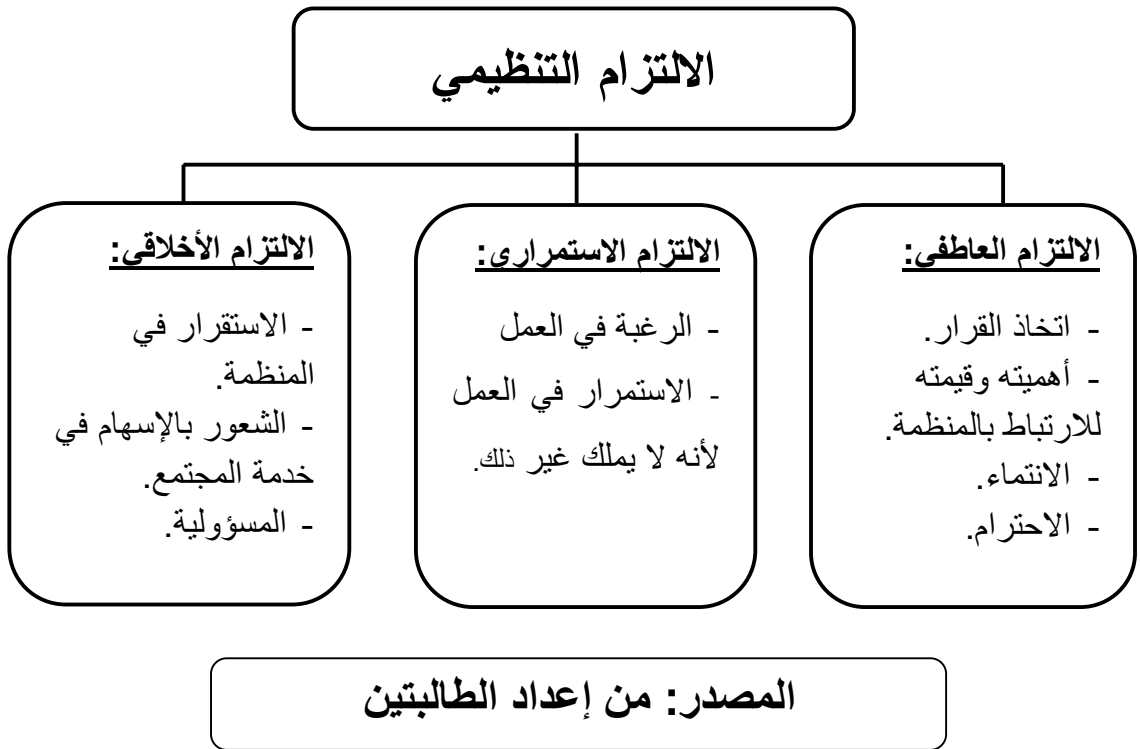 الالتزام التنظيمي
الالتزام العاطفي:
- اتخاذ القرار.
- أهميته وقيمته
للارتباط بالمنظمة.
- الانتماء.
- الاحترام.
الالتزام الاستمراري:
- الرغبة في العمل
- الاستمرار في العمل
لأنه لا يملك غير ذلك.
الالتزام الأخلاقي:
- الاستقرار في
المنظمة.
- الشعور بالإسهام في
خدمة المجتمع.
- المسؤولية.
المصدر: من إعداد الطالبتين